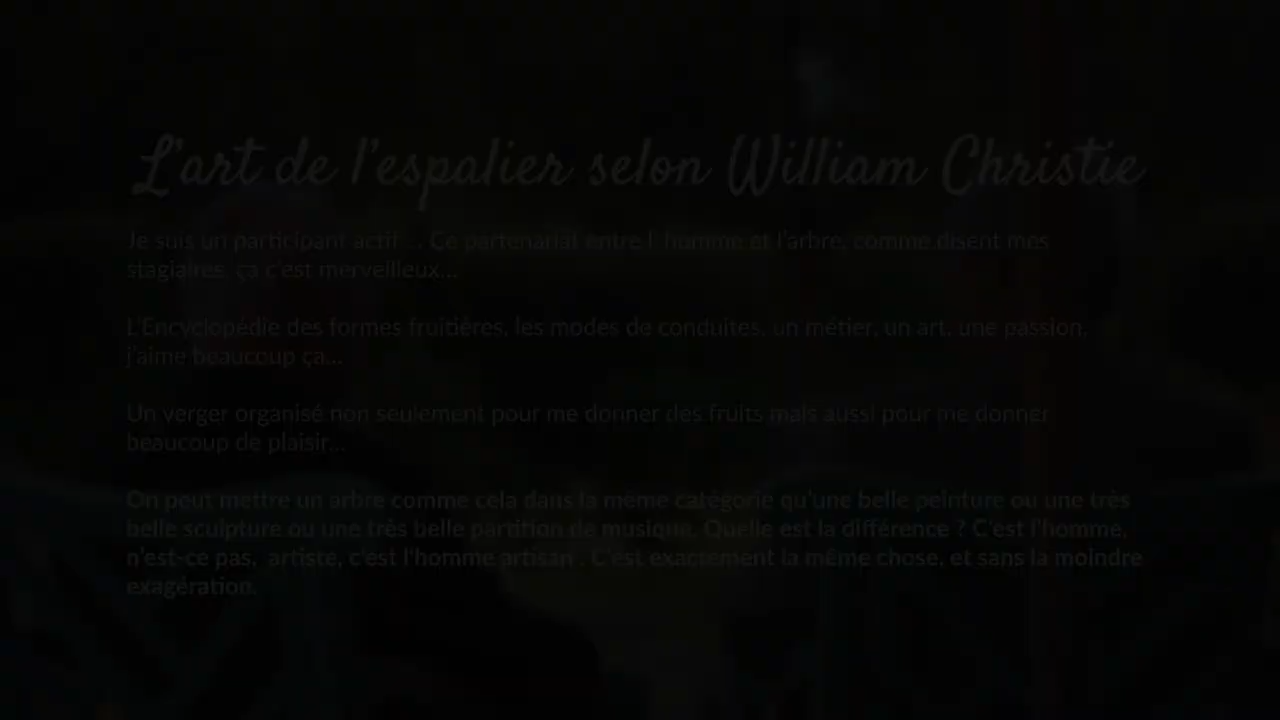 L'art de l'espalier selon William Christie
Je suis un participant actif ... Ce partenariat entre l'homme et l'arbre, comme disent mes
stagiaires, ça c'est merveilleux...
L'Encyclopédie des formes fruitières, les modes de conduites, un métier, un art, une passion,
j'aime beaucoup ça...
Un verger organisé non seulement pour me donner des fruits mais aussi pour me donner
beaucoup de plaisir...
On peut mettre un arbre comme cela dans la même catégorie qu'une belle peinture ou une très
belle sculpture ou une très belle partition de musique. Quelle est la différence ? C'est l'homme,
n'est-ce pas, artiste, c'est l'homme artisan . C'est exactement la même chose, et sans la moindre
exagération.